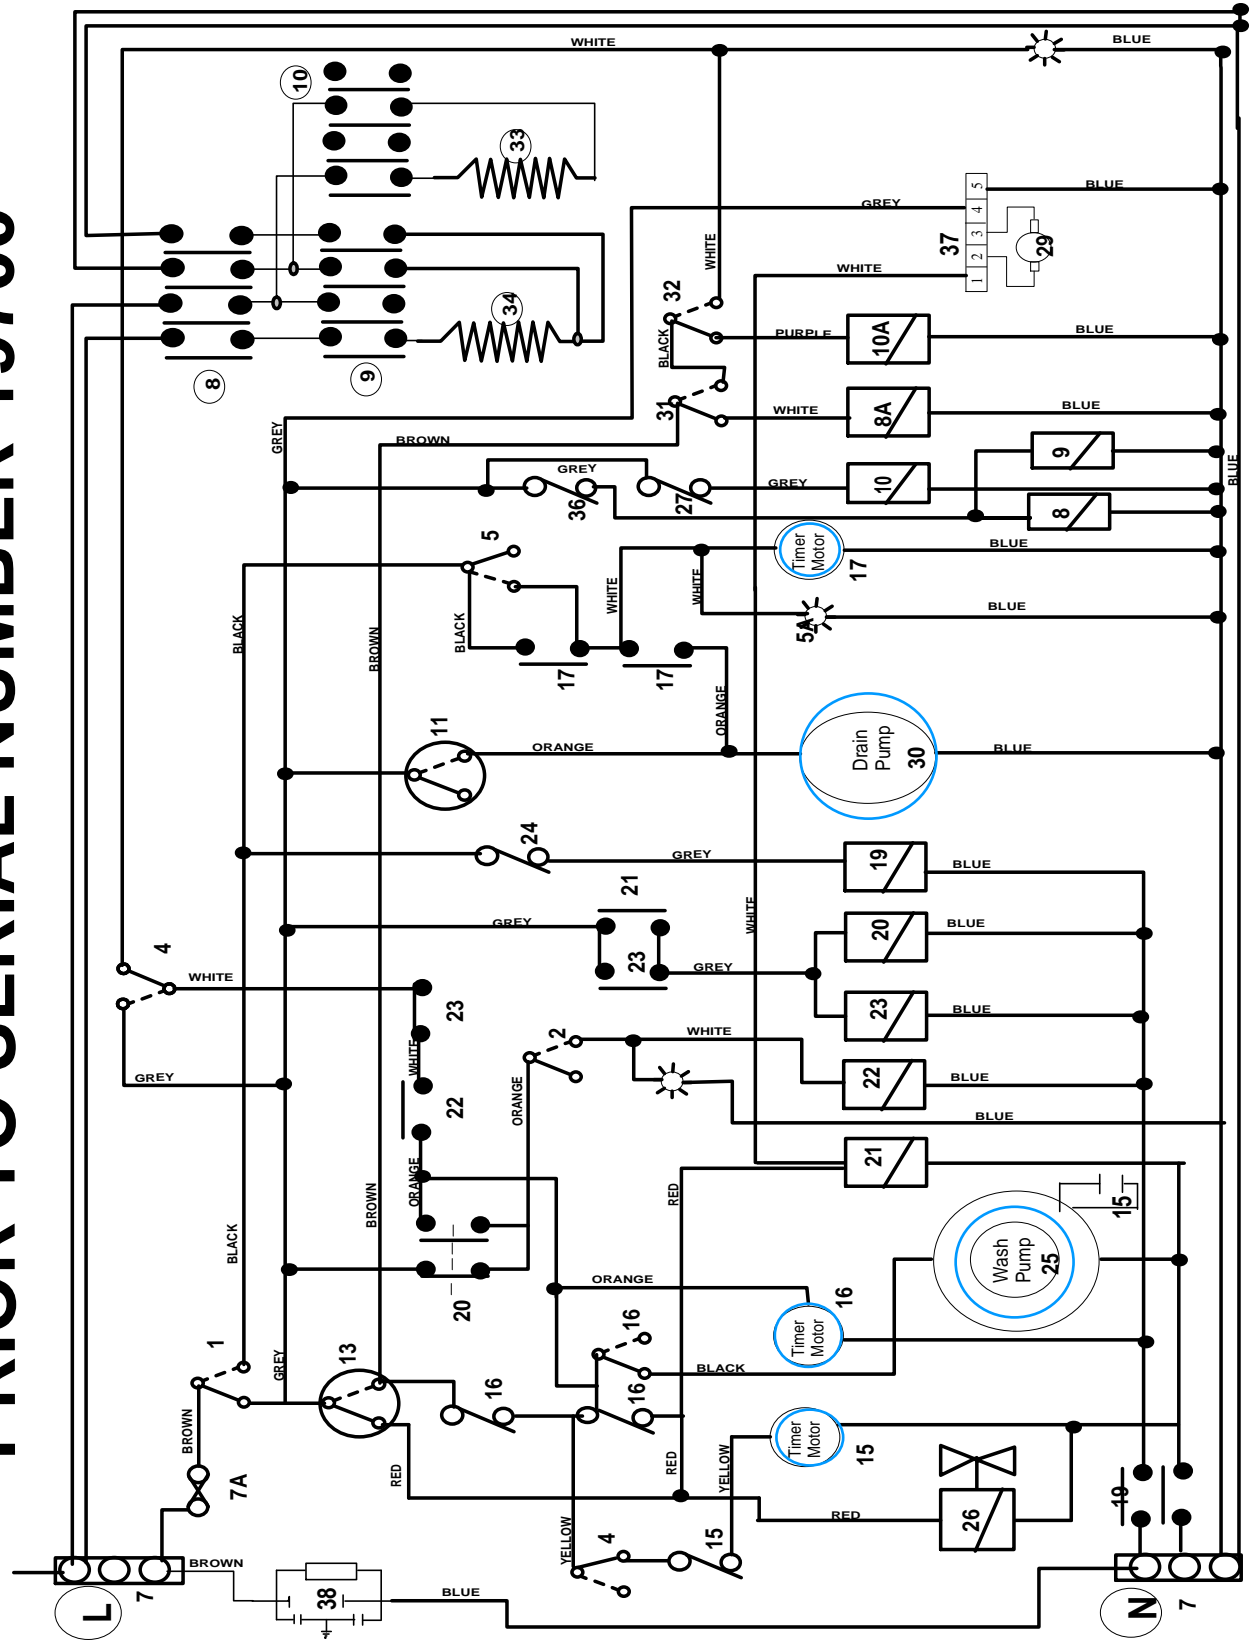 PRIOR TO SERIAL NUMBER
WHITE
BLUE
10
33
BLUE
GREY
5
4
3
2
1
37
29
WHITE
WHITE
32
34
PURPLE
10A
BLUE
BLACK
8
9
31
WHITE
8A
BLUE
GREY
BROWN
9
BLUE
GREY
36
27
GREY
10
8
5
Timer
Motor
17
BLUE
WHITE
WHITE
BLACK
BLACK
BROWN
5A
BLUE
17
17
ORANGE
11
ORANGE
Drain
Pump
30
BLUE
24
GREY
19
BLUE
21
GREY
WHITE
20
BLUE
4
23
GREY
WHITE
23
BLUE
23
2
WHITE
WHITE
GREY
22
BLUE
22
ORANGE
BLUE
21
ORANGE
BROWN
RED
15
BLACK
Wash
Pump
25
20
ORANGE
16
Timer
Motor
16
1
GREY
13
BLACK
16
16
BROWN
RED
RED
YELLOW
Timer
Motor
15
7A
19
YELLOW
4
15
RED
26
BROWN
L
7
38
BLUE
N
7